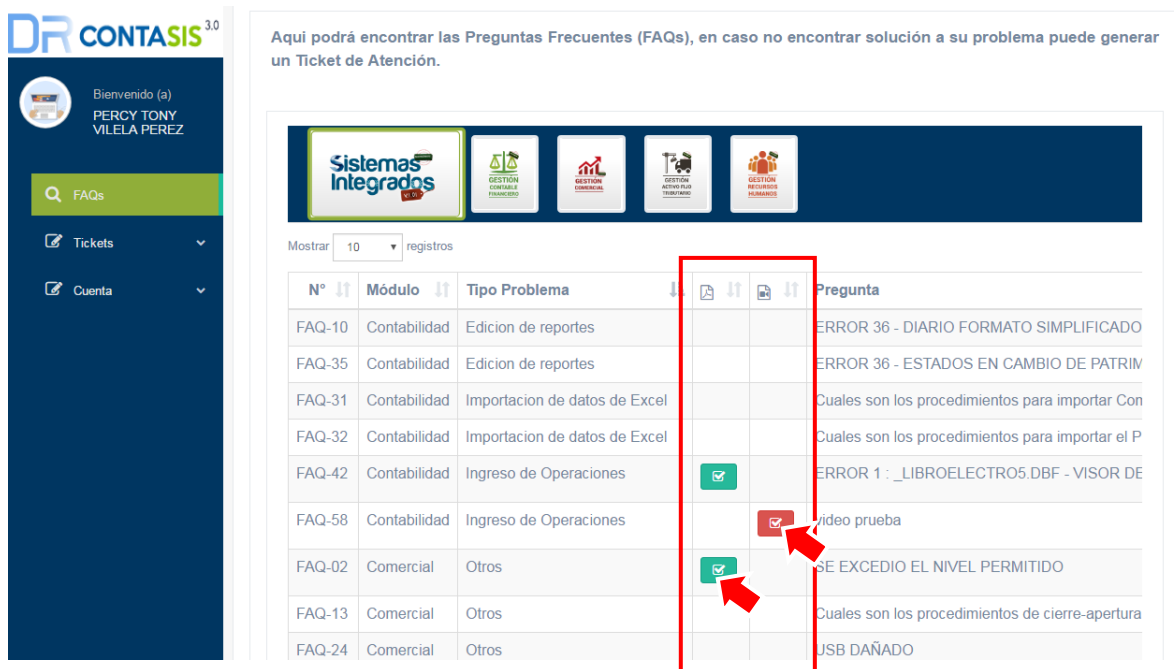 DR CONTASIS 3.0
Bienvenido (a)
PERCY TONY
VILELA PEREZ
FAQs
Tickets
Cuenta
Aqui podrá encontrar las Preguntas Frecuentes (FAQs), en caso no encontrar solución a su problema puede generar
un Ticket de Atención.
Sistemas
Integrados
GESTIÓN
CONTABLE
FINANCIERO
GESTIÓN
COMERCIAL
GESTIÓN
ACTIVO FIJO
TRIBUTARIO
GESTIÓN
RECURSOS
HUMANOS
Mostrar 10 registros
N° Módulo Tipo Problema Pregunta
FAQ-10 Contabilidad Edicion de reportes ERROR 36 - DIARIO FORMATO SIMPLIFICADO
FAQ-35 Contabilidad Edicion de reportes ERROR 36 - ESTADOS EN CAMBIO DE PATRIM
FAQ-31 Contabilidad Importacion de datos de Excel Cuales son los procedimientos para importar Com
FAQ-32 Contabilidad Importacion de datos de Excel Cuales son los procedimientos para importar el P
FAQ-42 Contabilidad Ingreso de Operaciones ERROR 1 : _LIBROELECTRO5.DBF - VISOR DE
FAQ-58 Contabilidad Ingreso de Operaciones video prueba
FAQ-02 Comercial Otros SE EXCEDIO EL NIVEL PERMITIDO
FAQ-13 Comercial Otros Cuales son los procedimientos de cierre-apertura
FAQ-24 Comercial Otros USB DAÑADO